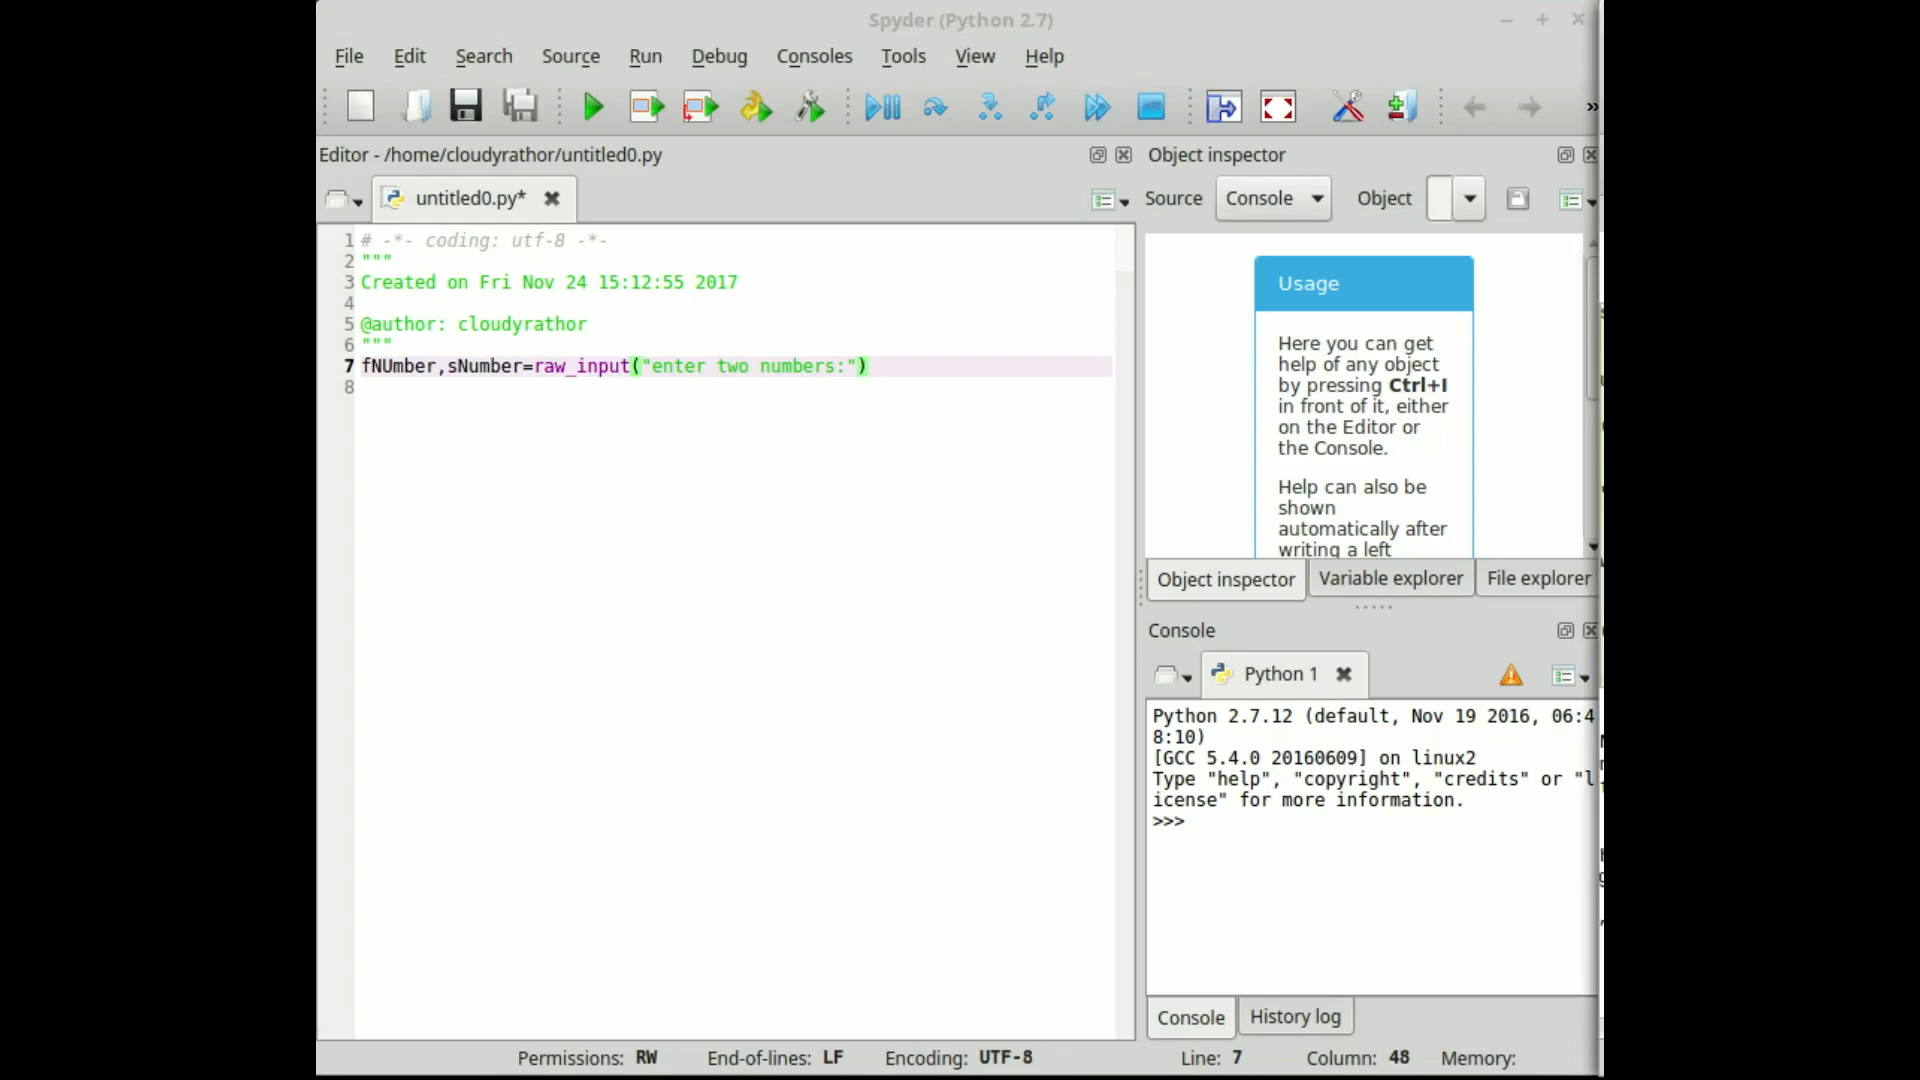 Spyder (Python 2.7)
File Edit Search Source Run Debug Consoles Tools View Help
»
Editor - /home/cloudyrathor/untitled0.py
untitled0.py*
1 # -*- coding: utf-8 -*-
2 """
3 Created on Fri Nov 24 15:12:55 2017
4
5 @author: cloudyrathor
6 """
7 fNUmber,sNumber=raw_input("enter two numbers:")
8
Object inspector
Source Console Object
Usage
Here you can get
help of any object
by pressing Ctrl+I
in front of it, either
on the Editor or
the Console.
Help can also be
shown
automatically after
writing a left
Object inspector Variable explorer File explorer
Console
Python 1
Python 2.7.12 (default, Nov 19 2016, 06:4
8:10)
[GCC 5.4.0 20160609] on linux2
Type "help", "copyright", "credits" or "l
icense" for more information.
>>>
Console History log
Permissions: RW End-of-lines: LF Encoding: UTF-8 Line: 7 Column: 48 Memory: